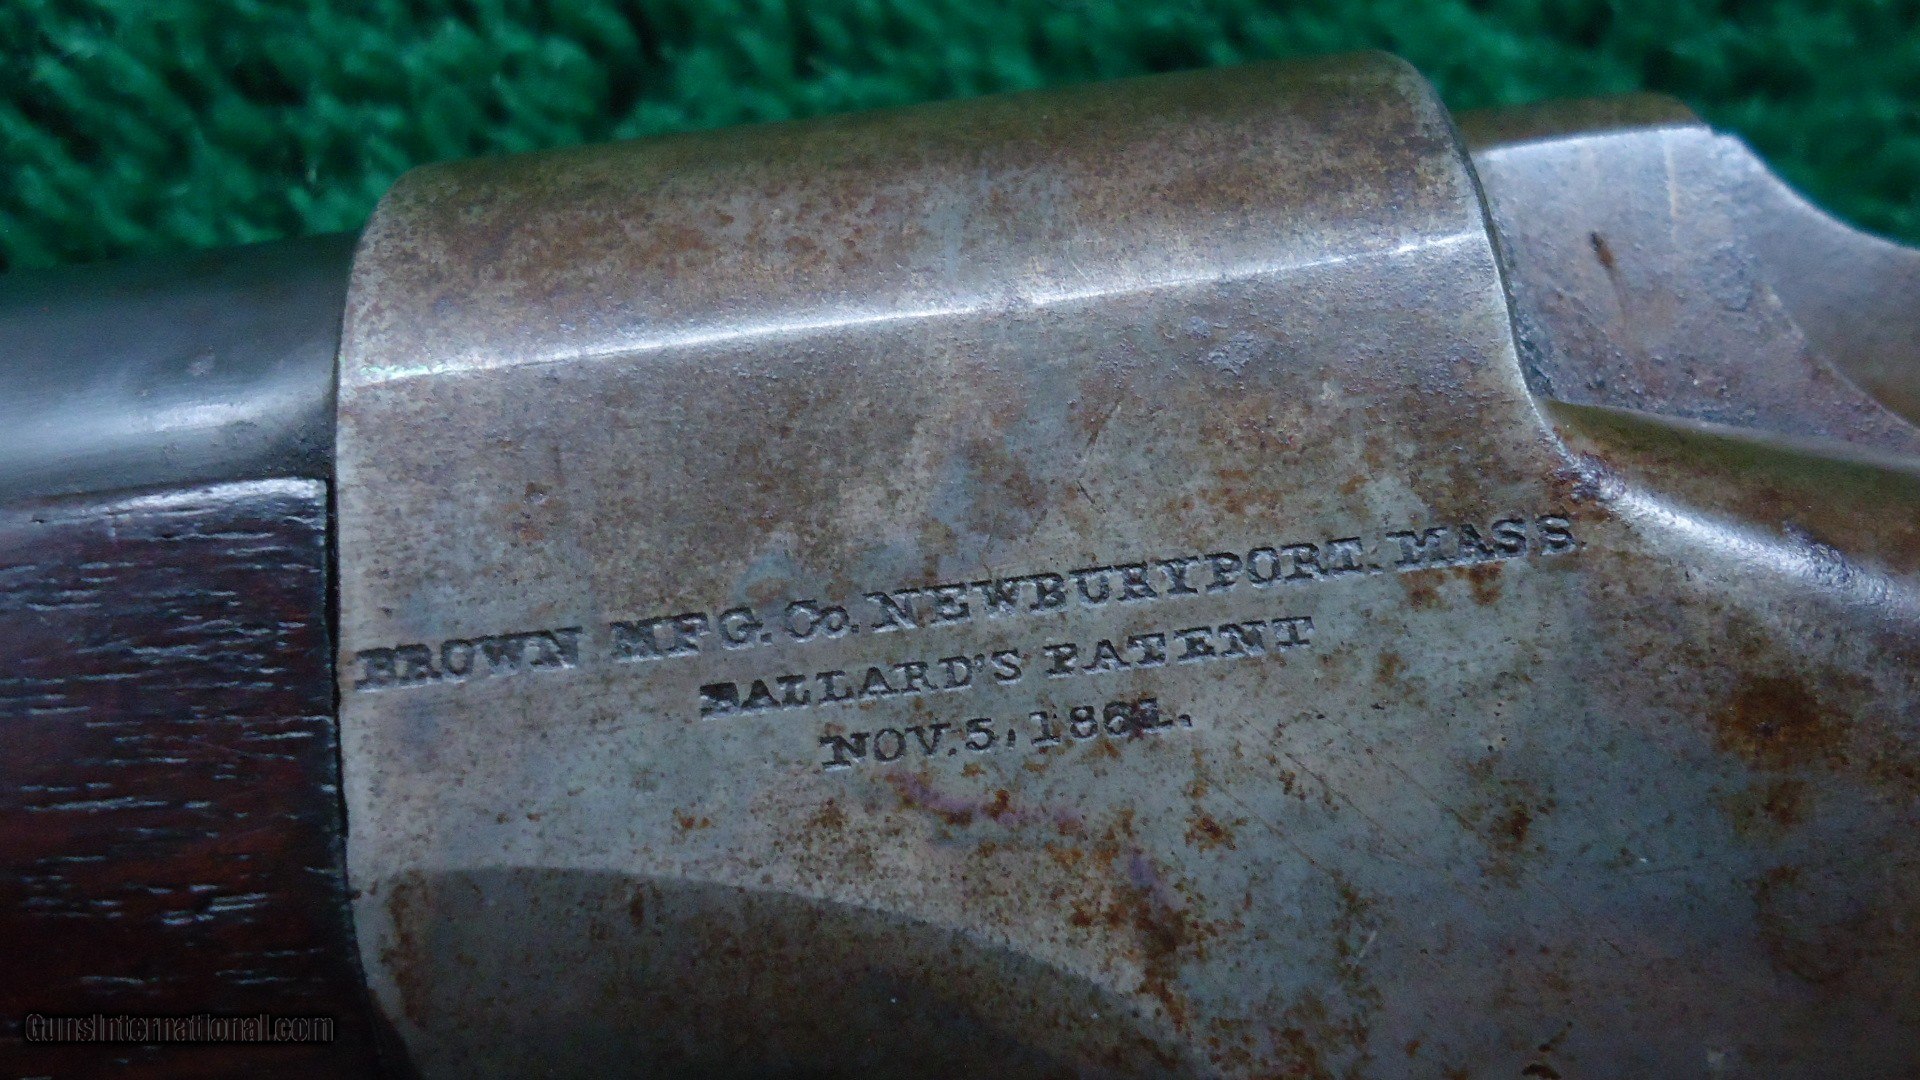 BROWN MFG. Co. NEWBURYPORT. MASS.
BALLARD'S PATENT
NOV. 5, 1861.
GunsInternational.com